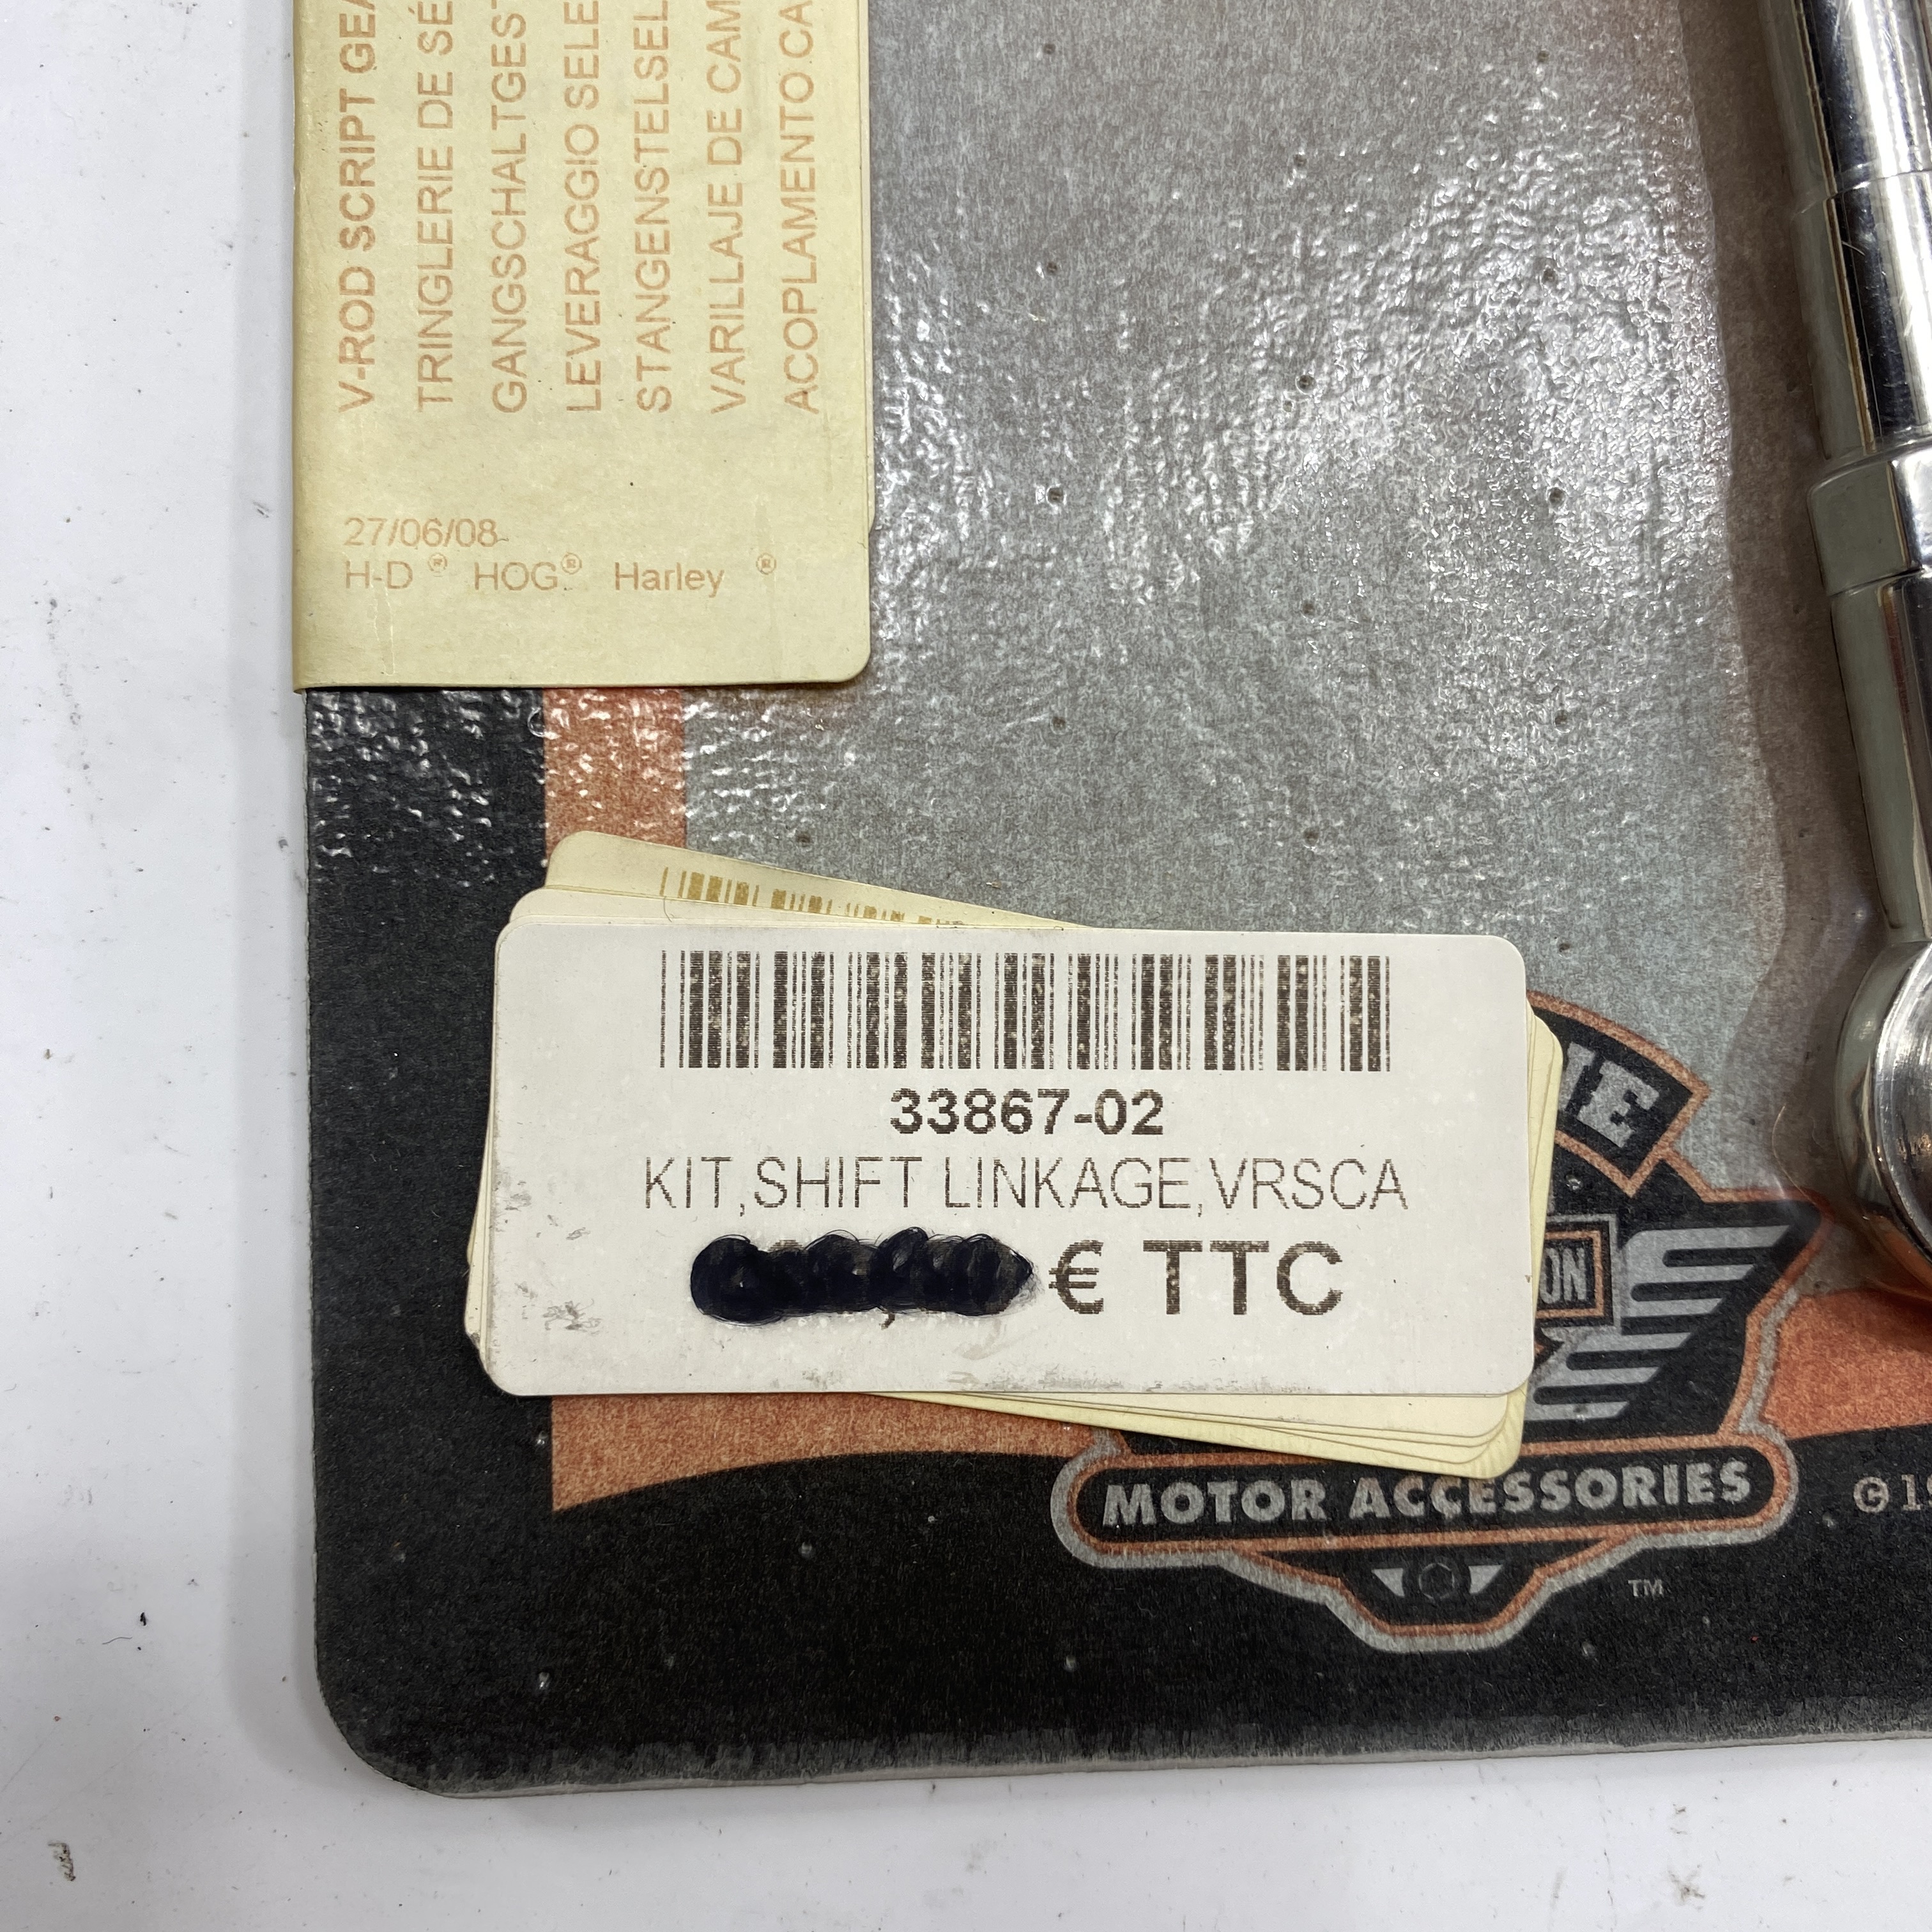 V-ROD SCRIPT GEA
TRINGLERIE DE SÉ
GANGSCHALTGEST
LEVERAGGIO SELE
STANGENSTELSEL
VARILLAJE DE CAM
ACOPLAMENTO CA
27/06/08
H-D ® HOG® Harley ®
33867-02
KIT,SHIFT LINKAGE,VRSCA
€ TTC
MOTOR ACCESSORIES
TM